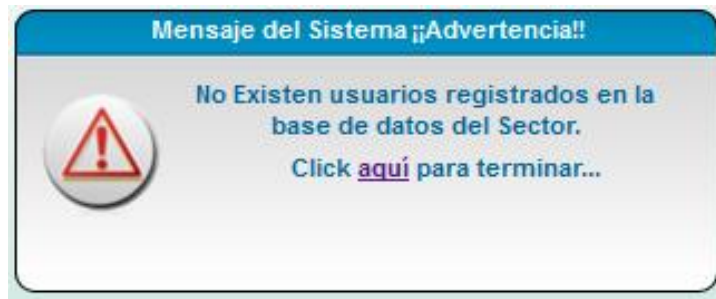 Mensaje del Sistema ¡¡Advertencia!!
No Existen usuarios registrados en la
base de datos del Sector.
Click aquí para terminar...